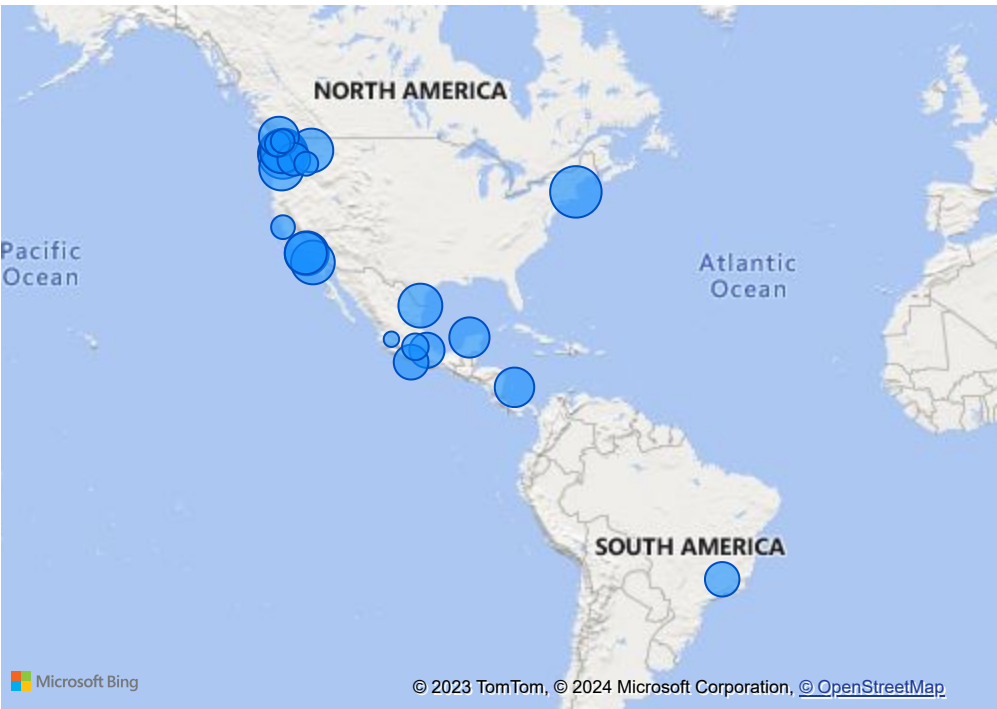 NORTH AMERICA
Pacific
Ocean
Atlantic
Ocean
SOUTH AMERICA
Microsoft Bing
© 2023 TomTom, © 2024 Microsoft Corporation, © OpenStreetMap